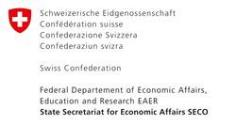 Schweizerische Eidgenossenschaft
Confédération suisse
Confederazione Svizzera
Confederaziun svizra
Swiss Confederation
Federal Departement of Economic Affairs,
Education and Research EAER
State Secretariat for Economic Affairs SECO